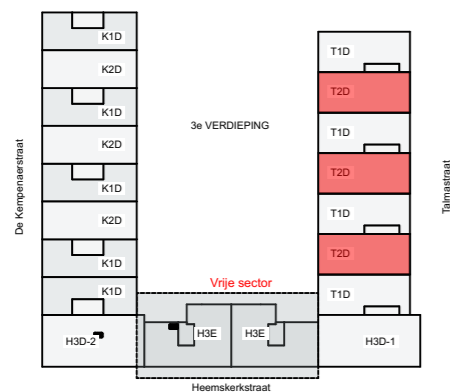 K1D
K2D
K1D
K2D
K1D
K2D
K1D
K1D
H3D-2
De Kempenaerstraat
3e VERDIEPING
Vrije sector
H3E
H3E
Heemskerkstraat
T1D
T2D
T1D
T2D
T1D
T2D
T1D
H3D-1
Talmastraat